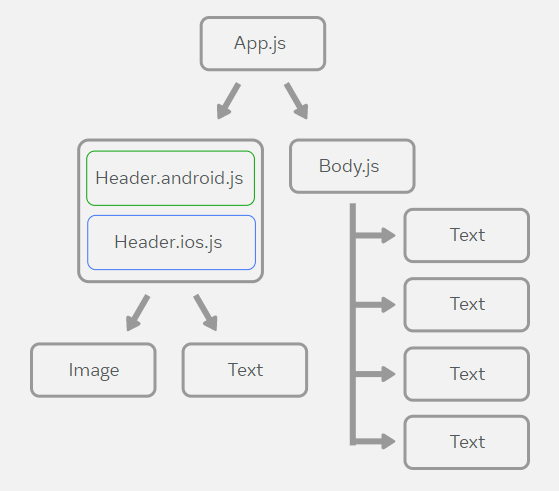 App.js
Header.android.js
Header.ios.js
Body.js
Image
Text
Text
Text
Text
Text